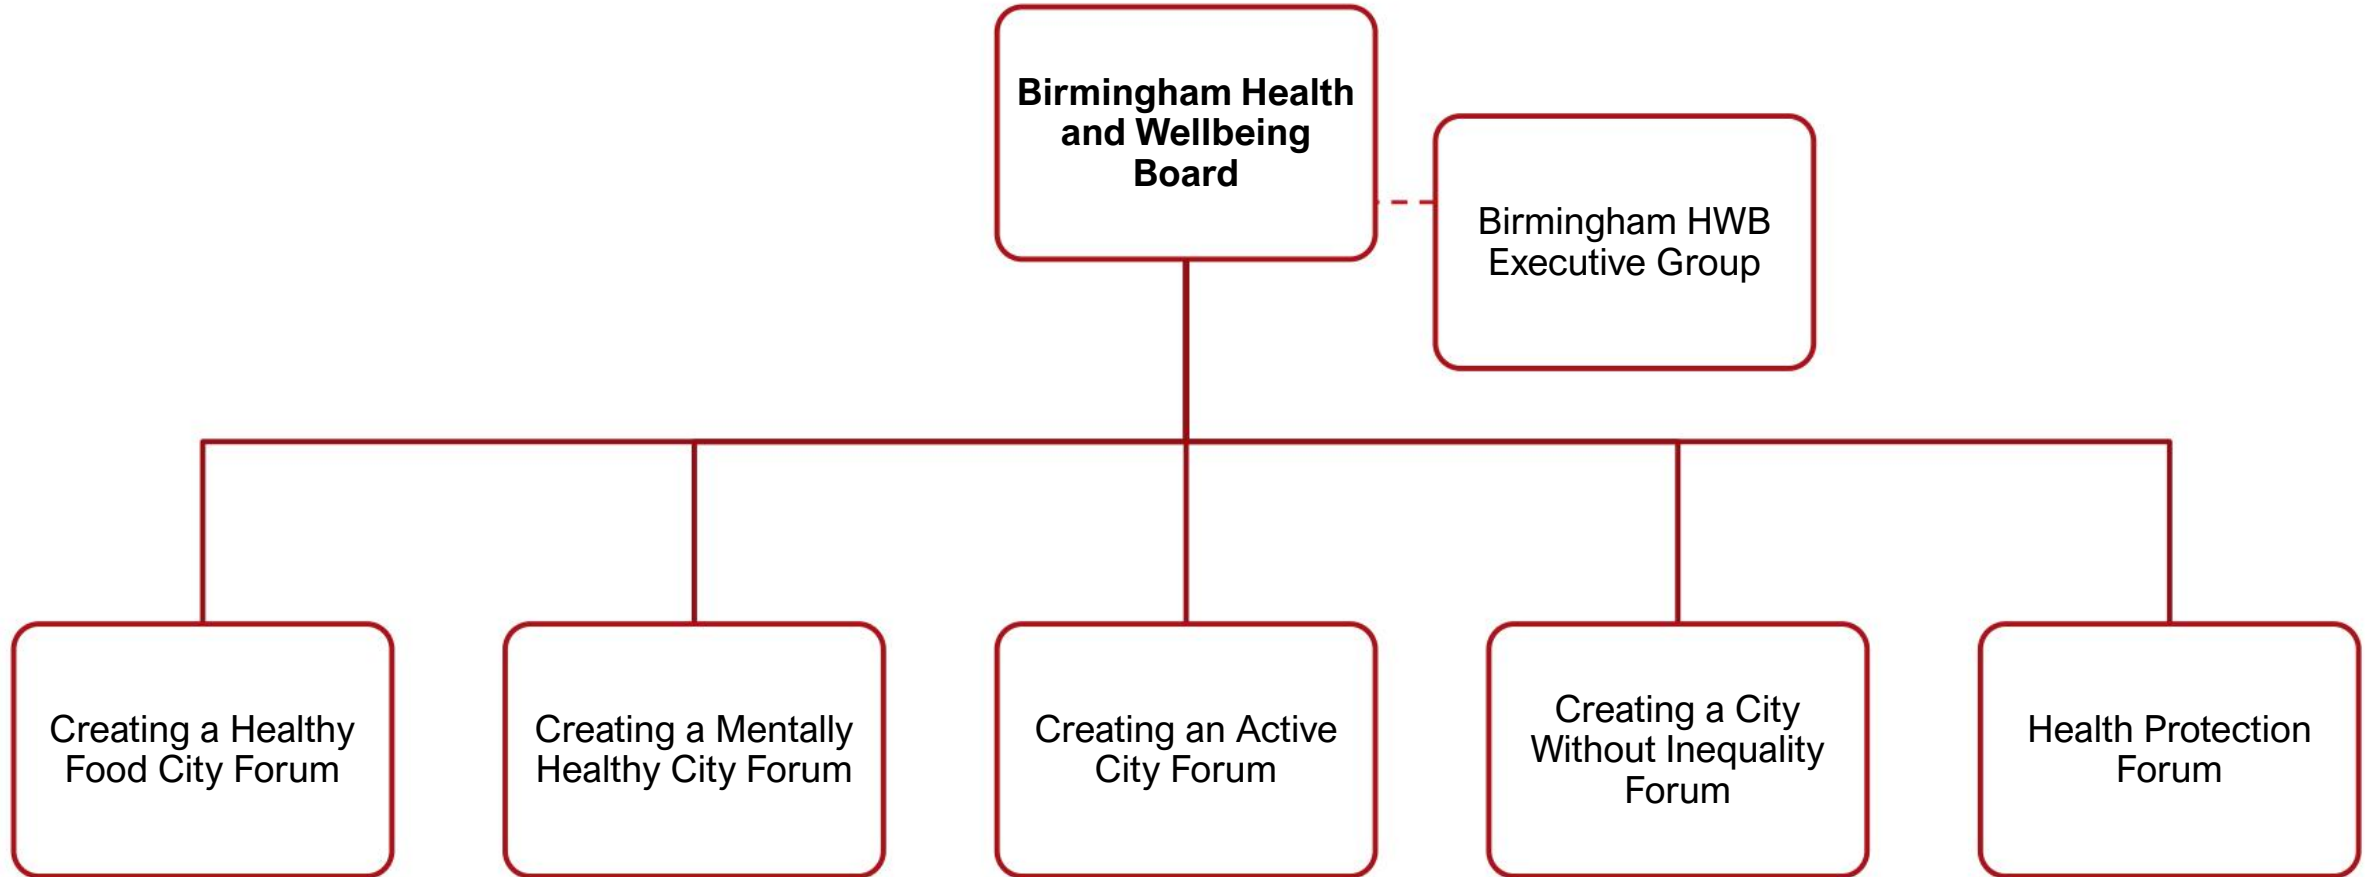 Birmingham Health
and Wellbeing
Board
Birmingham HWB
Executive Group
Creating a Healthy
Food City Forum
Creating a Mentally
Healthy City Forum
Creating an Active
City Forum
Creating a City
Without Inequality
Forum
Health Protection
Forum